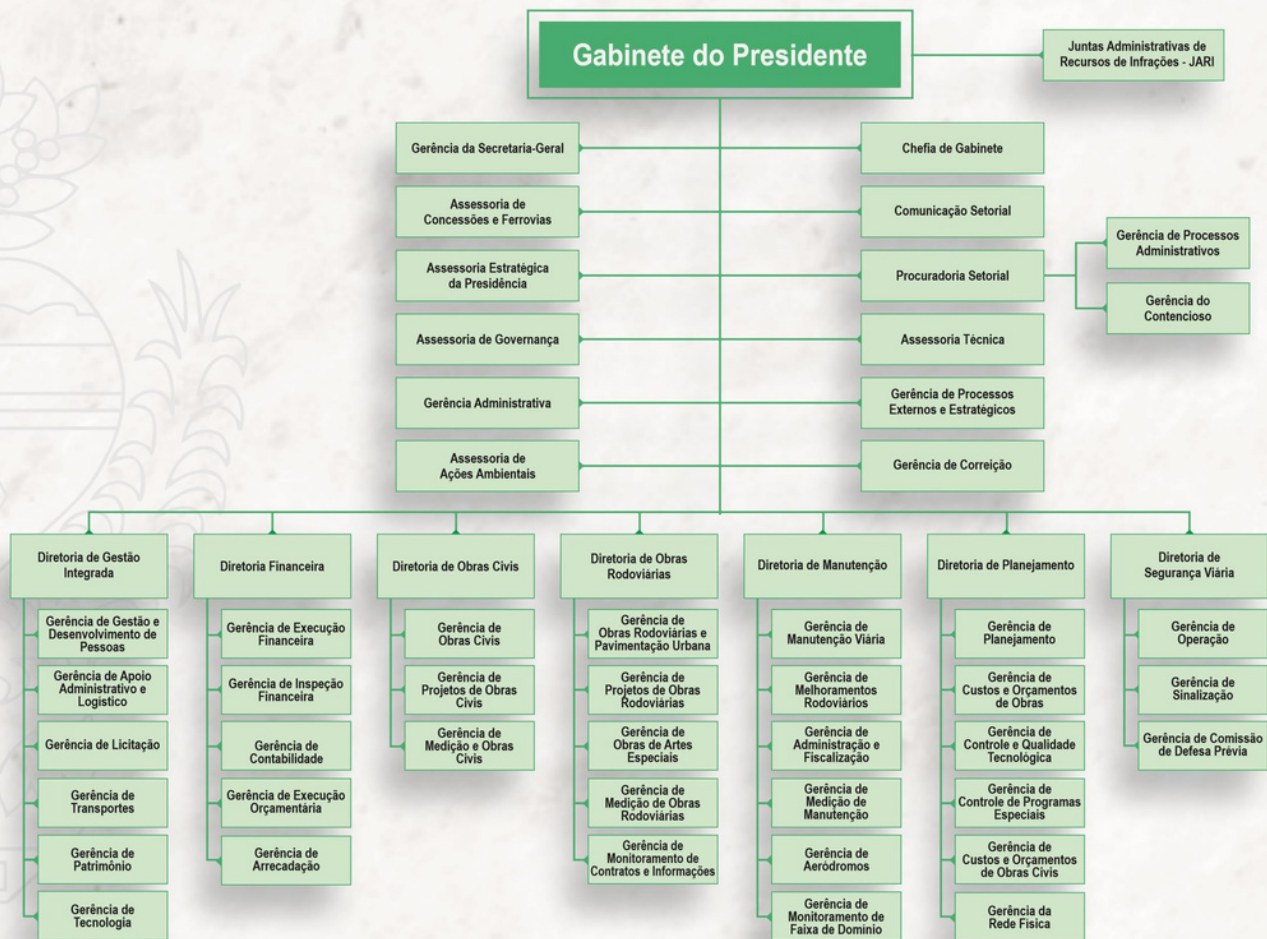 Gabinete do Presidente
Juntas Administrativas de
Recursos de Infrações - JARI
Gerência da Secretaria-Geral
Chefia de Gabinete
Assessoria de
Concessões e Ferrovias
Comunicação Setorial
Assessoria Estratégica
da Presidência
Procuradoria Setorial
Gerência de Processos
Administrativos
Gerência do
Contencioso
Assessoria de Governança
Assessoria Técnica
Gerência Administrativa
Gerência de Processos
Externos e Estratégicos
Assessoria de
Ações Ambientais
Gerência de Correição
Diretoria de Gestão
Integrada
Gerência de Gestão e
Desenvolvimento de
Pessoas
Gerência de Apoio
Administrativo e
Logístico
Gerência de Licitação
Gerência de
Transportes
Gerência de
Patrimônio
Gerência de
Tecnologia
Diretoria Financeira
Gerência de Execução
Financeira
Gerência de Inspeção
Financeira
Gerência de
Contabilidade
Gerência de Execução
Orçamentária
Gerência de
Arrecadação
Diretoria de Obras Civis
Gerência de
Obras Civis
Gerência de
Projetos de Obras
Civis
Gerência de
Medição e Obras
Civis
Diretoria de Obras
Rodoviárias
Gerência de
Obras Rodoviárias e
Pavimentação Urbana
Gerência de
Projetos de Obras
Rodoviárias
Gerência de
Obras de Artes
Especiais
Gerência de
Medição de Obras
Rodoviárias
Gerência de
Monitoramento de
Contratos e Informações
Diretoria de Manutenção
Gerência de
Manutenção Viária
Gerência de
Melhoramentos
Rodoviários
Gerência de
Administração e
Fiscalização
Gerência de
Medição de
Manutenção
Gerência de
Aeródromos
Gerência de
Monitoramento de
Faixa de Domínio
Diretoria de Planejamento
Gerência de
Planejamento
Gerência de
Custos e Orçamentos
de Obras
Gerência de
Controle e Qualidade
Tecnológica
Gerência de
Controle de Programas
Especiais
Gerência de
Custos e Orçamentos
de Obras Civis
Gerência da
Rede Física
Diretoria de
Segurança Viária
Gerência de
Operação
Gerência de
Sinalização
Gerência de Comissão
de Defesa Prévia